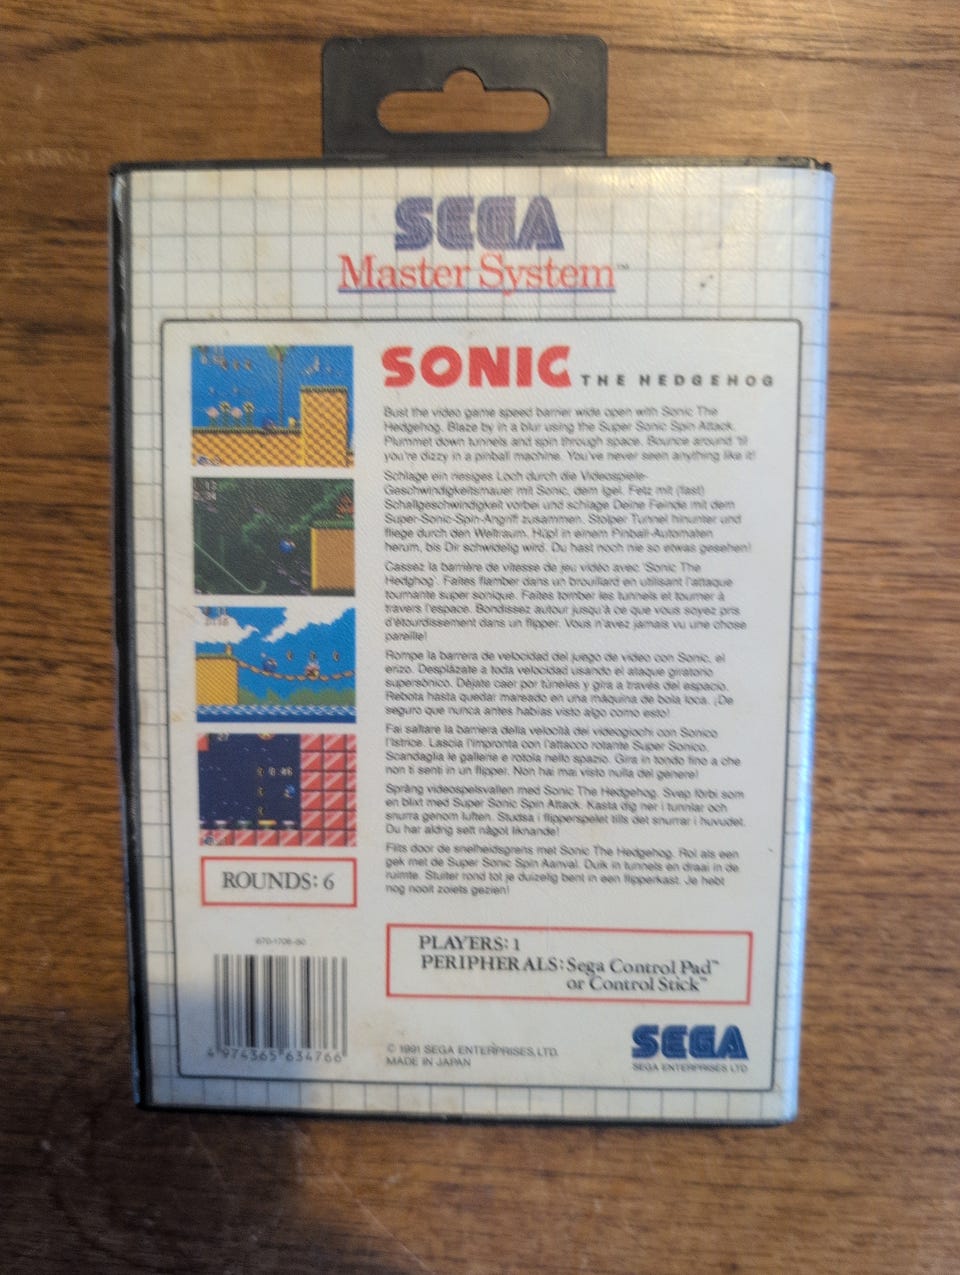 SEGA
Master System™
SONIC THE HEDGEHOG
Bust the video game speed barrier wide open with Sonic The
Hedgehog. Blaze by in a blur using the Super Sonic Spin Attack.
Plummet down tunnels and spin through space. Bounce around 'til
you're dizzy in a pinball machine. You've never seen anything like it!
Schlage ein riesiges Loch durch die Videospiele-
Geschwindigkeitsmauer mit Sonic, dem Igel. Fetz mit (fast)
Schallgeschwindigkeit vorbei und schlage Deine Feinde mit dem
Super-Sonic-Spin-Angriff zusammen. Stolper Tunnel hinunter und
fliege durch den Weltraum. Hüpf in einem Pinball-Automaten
herum, bis Dir schwidelig wird. Du hast noch nie so etwas gesehen!
Cassez la barrière de vitesse de jeu vidéo avec 'Sonic The
Hedghog'. Faites flamber dans un brouillard en utilisant l'attaque
tournante super sonique. Faites tomber les tunnels et tourner à
travers l'espace. Bondissez autour jusqu'à ce que vous soyez pris
d'étourdissement dans un flipper. Vous n'avez jamais vu une chose
pareille!
Rompe la barrera de velocidad del juego de video con Sonic, el
erizo. Desplázate a toda velocidad usando el ataque giratorio
supersónico. Déjate caer por túneles y gira a través del espacio.
Rebota hasta quedar mareado en una máquina de bola loca. ¡De
seguro que nunca antes habías visto algo como esto!
Fai saltare la barriera della velocità dei videogiochi con Sonico
l'Istrice. Lascia l'impronta con l'attacco rotante Super Sonico.
Scandaglia le gallerie e rotola nello spazio. Gira in tondo fino a che
non ti senti in un flipper. Non hai mai visto nulla del genere!
Spräng videospelsvallen med Sonic The Hedgehog. Svep förbi som
en blixt med Super Sonic Spin Attack. Kasta dig ner i tunnlar och
snurra genom luften. Studsa i flipperspelet tills det snurrar i huvudet.
Du har aldrig sett något liknande!
Flits door de snelheidsgrens met Sonic The Hedgehog. Rol als een
gek met de Super Sonic Spin Aanval. Duik in tunnels en draai in de
ruimte. Stuiter rond tot je duizelig bent in een flipperkast. Je hebt
nog nooit zoiets gezien!
ROUNDS: 6
670-1706-50
4 974365 634766
PLAYERS: 1
PERIPHERALS: Sega Control Pad™
or Control Stick™
© 1991 SEGA ENTERPRISES, LTD.
MADE IN JAPAN
SEGA
SEGA ENTERPRISES LTD